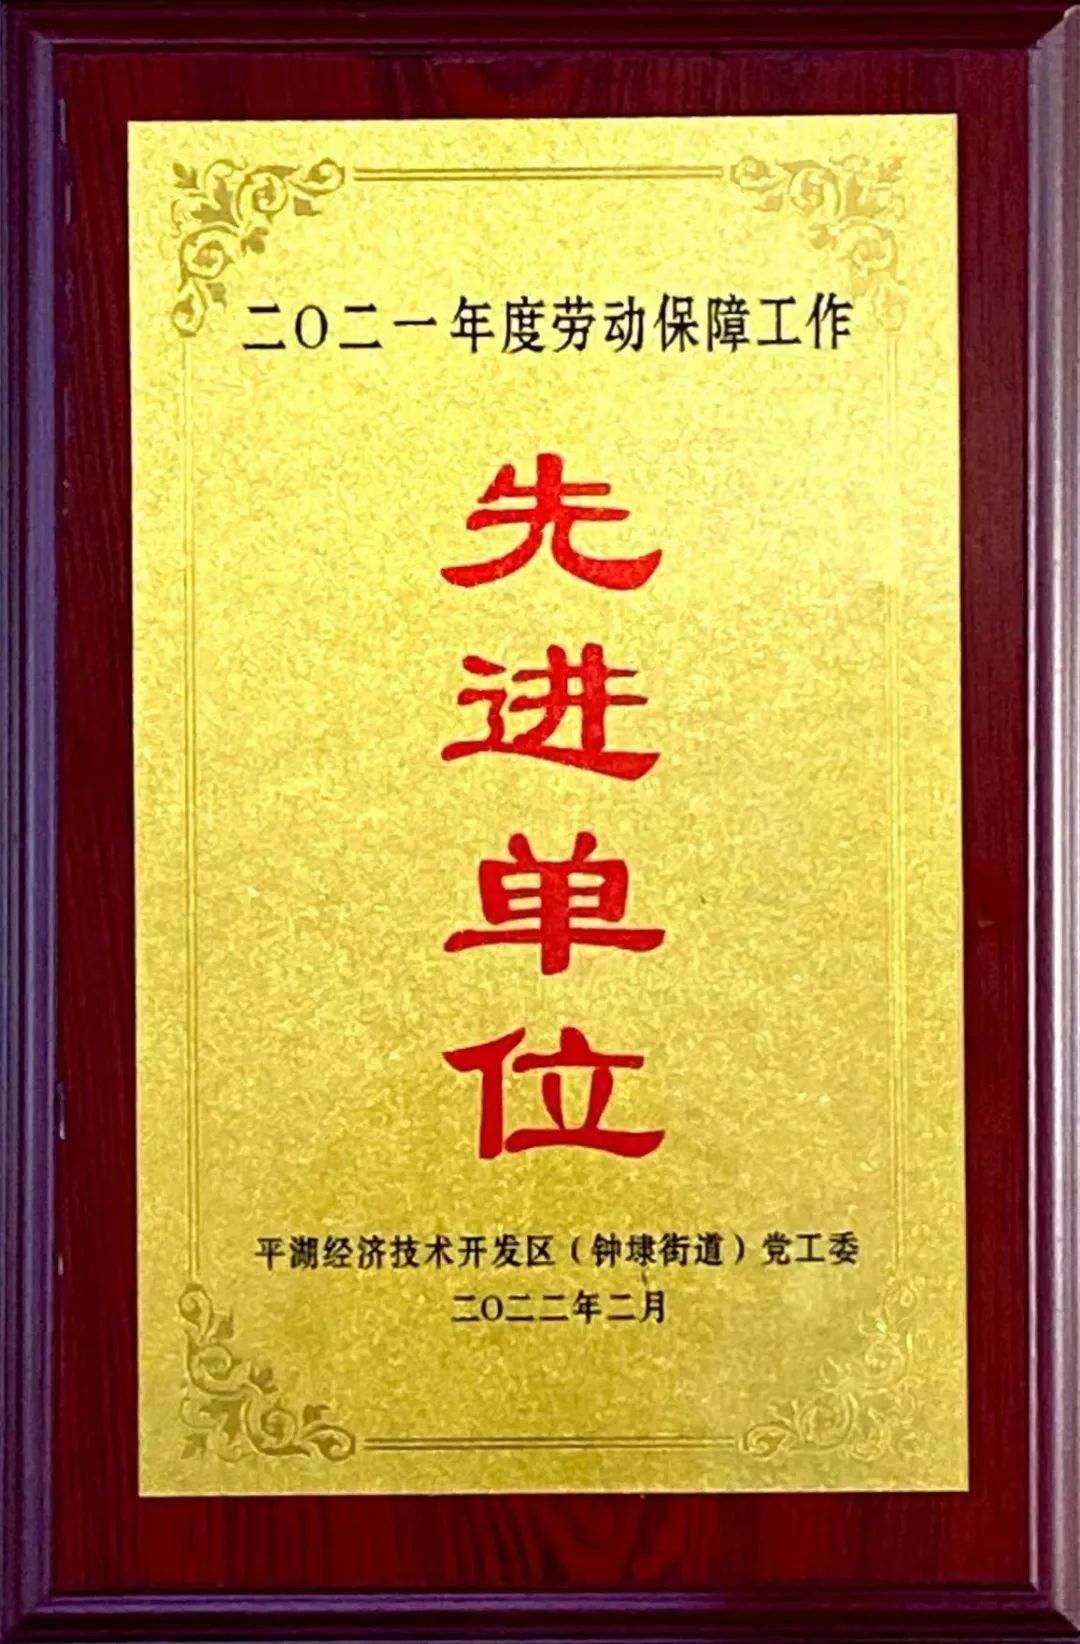 二〇二一年度劳动保障工作
先
进
单
位
平湖经济技术开发区（钟埭街道）党工委
二〇二二年二月